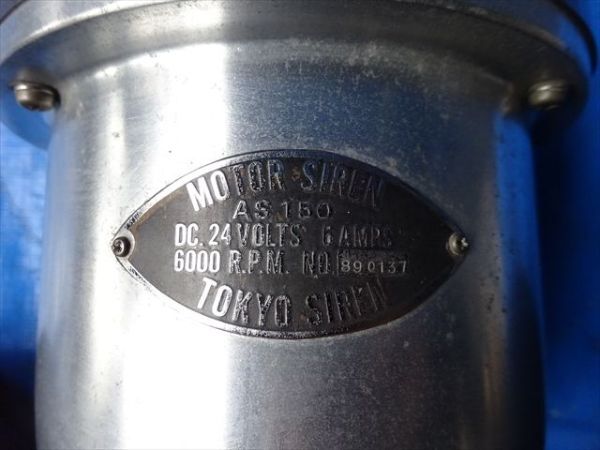 MOTOR SIREN
AS.150
DC. 24 VOLTS 6 AMPS
6000 R.P.M. NO. 890137
TOKYO SIREN